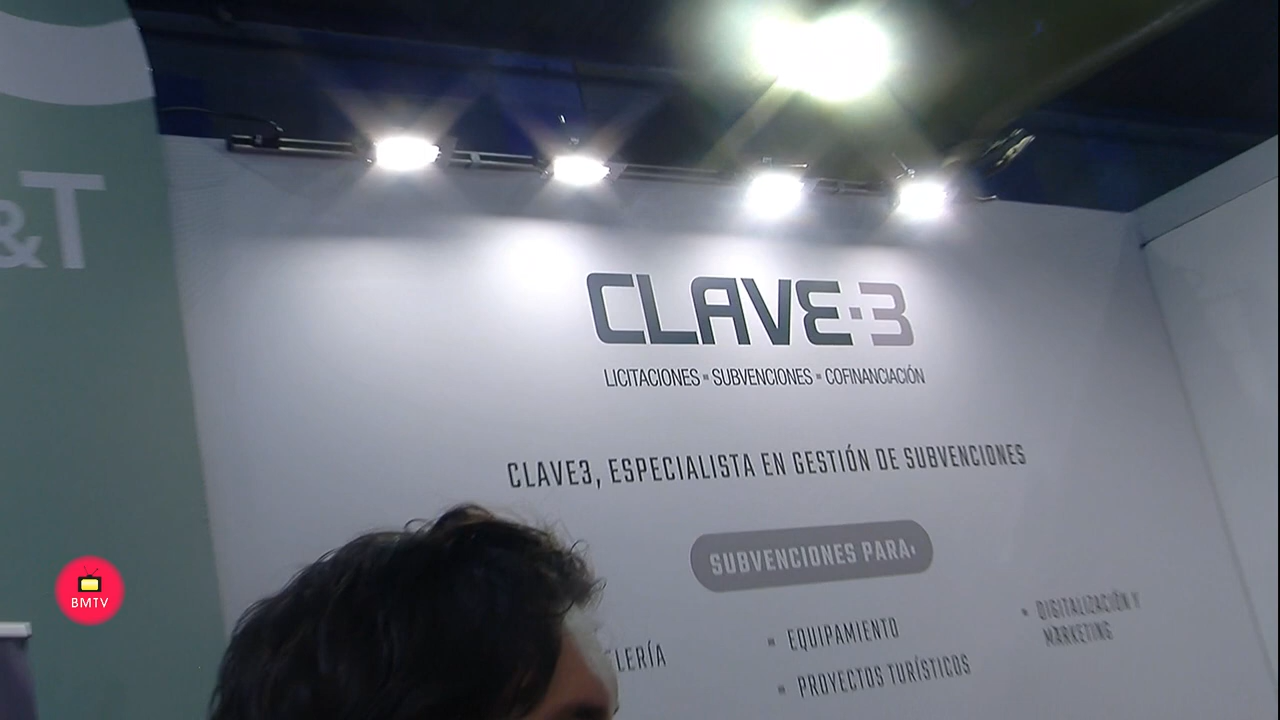 &T
CLAVE·3
LICITACIONES - SUBVENCIONES - COFINANCIACIÓN
CLAVE3, ESPECIALISTA EN GESTIÓN DE SUBVENCIONES
SUBVENCIONES PARA:
LERÍA
- EQUIPAMIENTO
- PROYECTOS TURÍSTICOS
- DIGITALIZACIÓN Y
MARKETING
BMTV